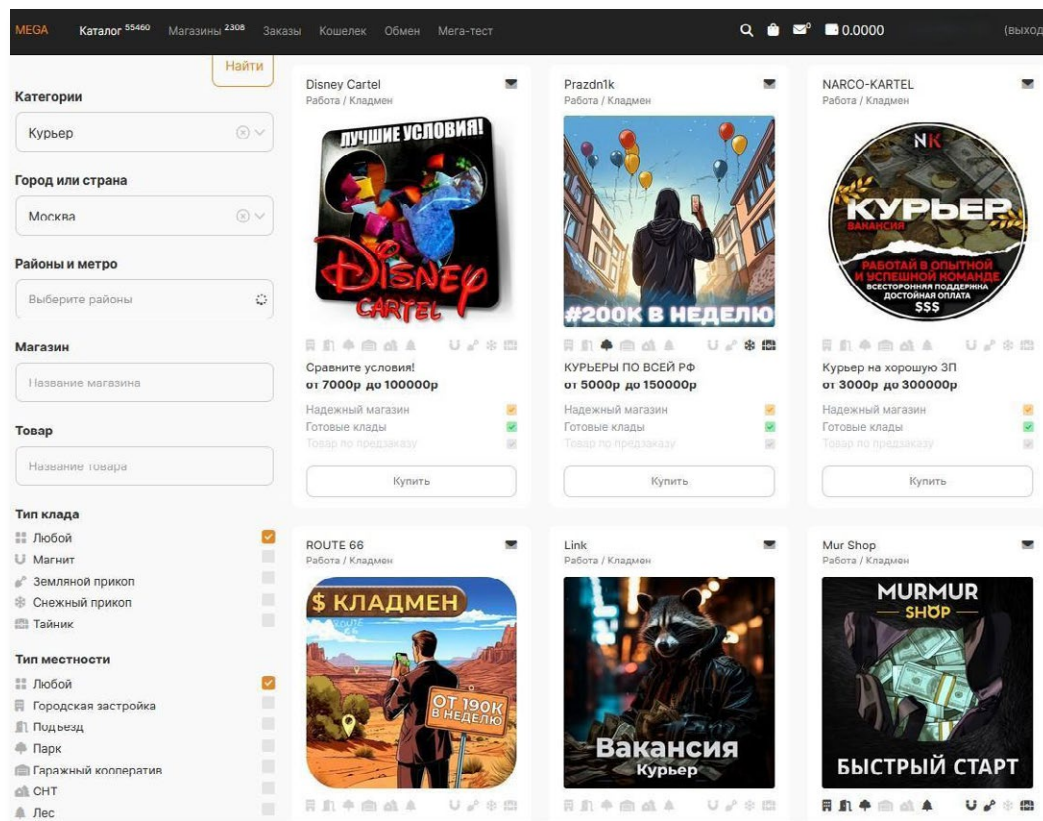 MEGA Каталог 55460 Магазины 2308 Заказы Кошелек Обмен Мега-тест 0 0.0000 (выход
Найти
Категории
Курьер
Город или страна
Москва
Районы и метро
Выберите районы
Магазин
Название магазина
Товар
Название товара
Тип клада
Любой
Магнит
Земляной прикоп
Снежный прикоп
Тайник
Тип местности
Любой
Городская застройка
Подъезд
Парк
Гаражный кооператив
СНТ
Лес
Disney Cartel
Работа / Кладмен
ЛУЧШИЕ УСЛОВИЯ!
DISNEY
CARTEL
Сравните условия!
от 7000р до 100000р
Надежный магазин
Готовые клады
Товар по предзаказу
Купить
Prazdn1k
Работа / Кладмен
#200К В НЕДЕЛЮ
КУРЬЕРЫ ПО ВСЕЙ РФ
от 5000р до 150000р
Надежный магазин
Готовые клады
Товар по предзаказу
Купить
NARCO-KARTEL
Работа / Кладмен
NK
КУРЬЕР
ВАКАНСИЯ
РАБОТАЙ В ОПЫТНОЙ
И УСПЕШНОЙ КОМАНДЕ
ВСЕСТОРОННЯЯ ПОДДЕРЖКА
ДОСТОЙНАЯ ОПЛАТА
$$$
Курьер на хорошую ЗП
от 3000р до 300000р
Надежный магазин
Готовые клады
Товар по предзаказу
Купить
ROUTE 66
Работа / Кладмен
$ КЛАДМЕН
ROUTE
66
ОТ 190К
В НЕДЕЛЮ
Link
Работа / Кладмен
Вакансия
Курьер
Mur Shop
Работа / Кладмен
MURMUR
SHOP
БЫСТРЫЙ СТАРТ